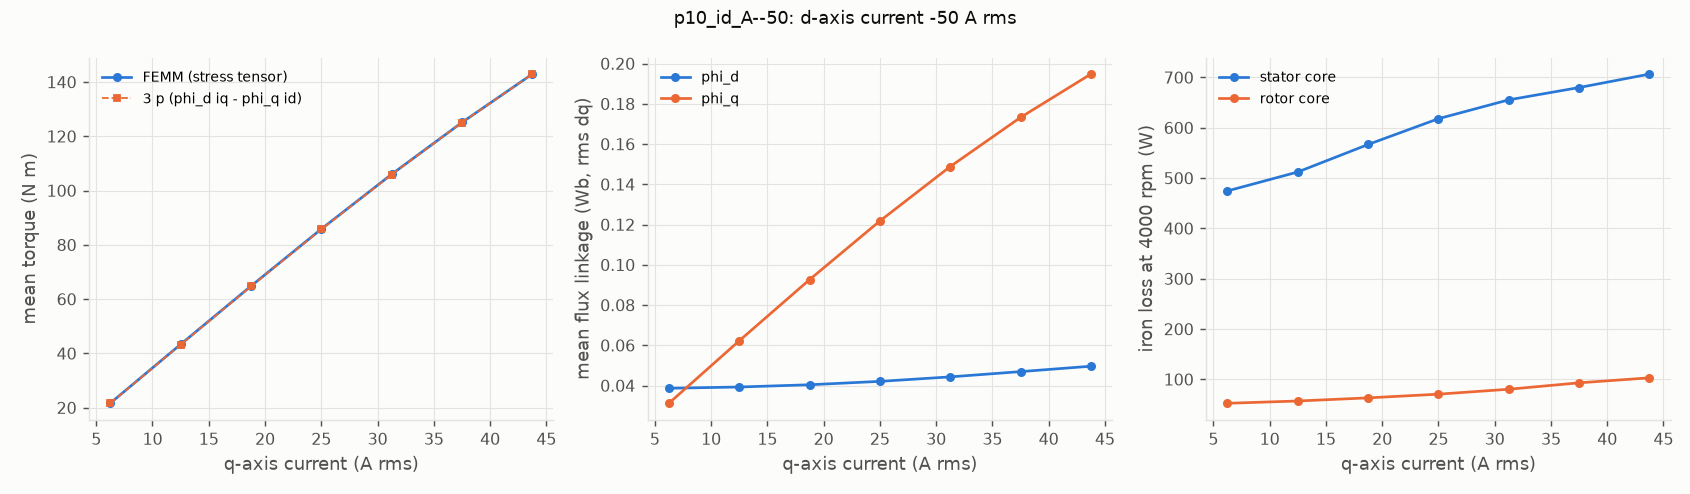 p10_id_A--50: d-axis current -50 A rms
FEMM (stress tensor)
3 p (phi_d iq - phi_q id)
mean torque (N m)
140
120
100
80
60
40
20
5 10 15 20 25 30 35 40 45
q-axis current (A rms)
phi_d
phi_q
mean flux linkage (Wb, rms dq)
0.20
0.18
0.16
0.14
0.12
0.10
0.08
0.06
0.04
5 10 15 20 25 30 35 40 45
q-axis current (A rms)
stator core
rotor core
iron loss at 4000 rpm (W)
700
600
500
400
300
200
100
5 10 15 20 25 30 35 40 45
q-axis current (A rms)